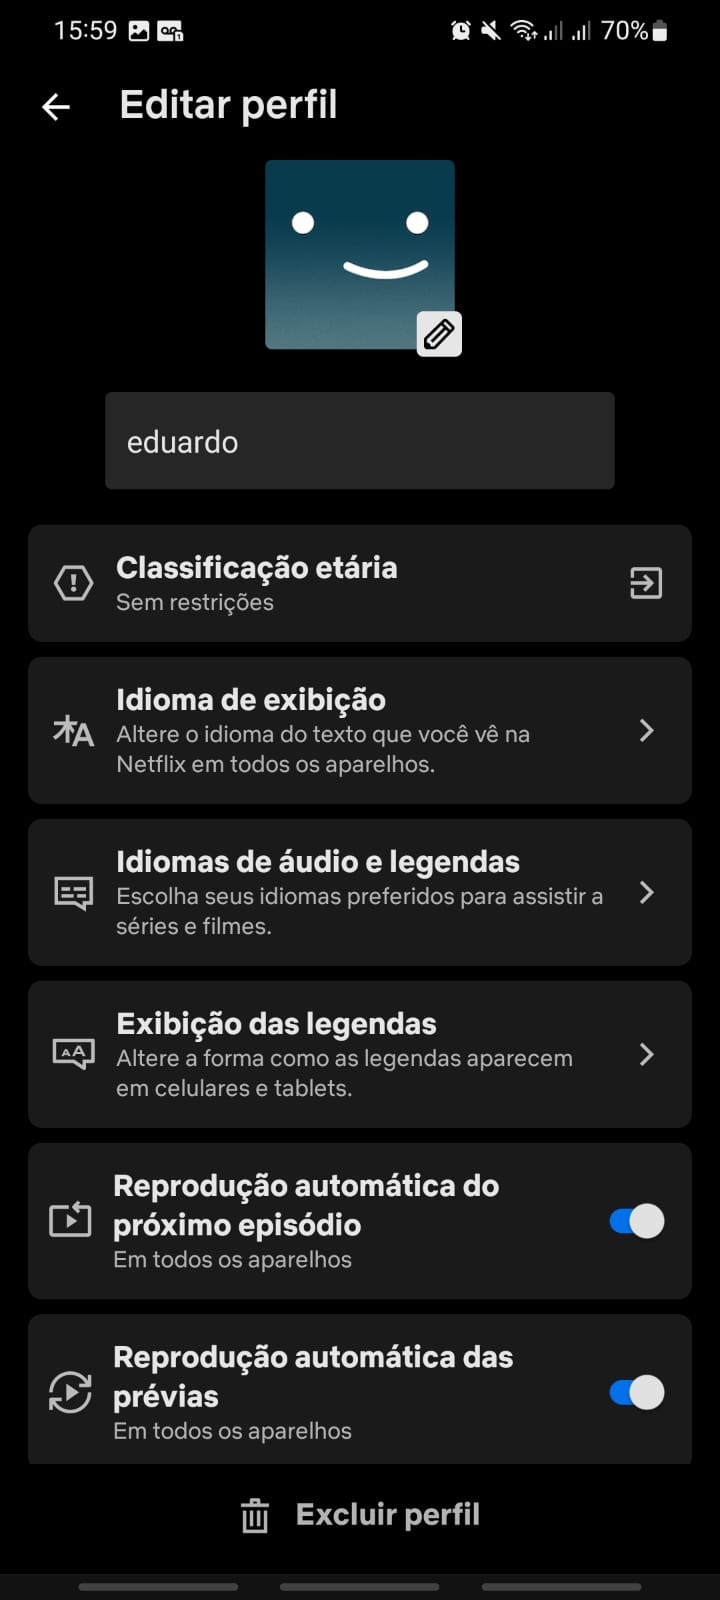 15:59
70%
Editar perfil
eduardo
Classificação etária
Sem restrições
Idioma de exibição
Altere o idioma do texto que você vê na
Netflix em todos os aparelhos.
Idiomas de áudio e legendas
Escolha seus idiomas preferidos para assistir a
séries e filmes.
Exibição das legendas
Altere a forma como as legendas aparecem
em celulares e tablets.
Reprodução automática do
próximo episódio
Em todos os aparelhos
Reprodução automática das
prévias
Em todos os aparelhos
Excluir perfil